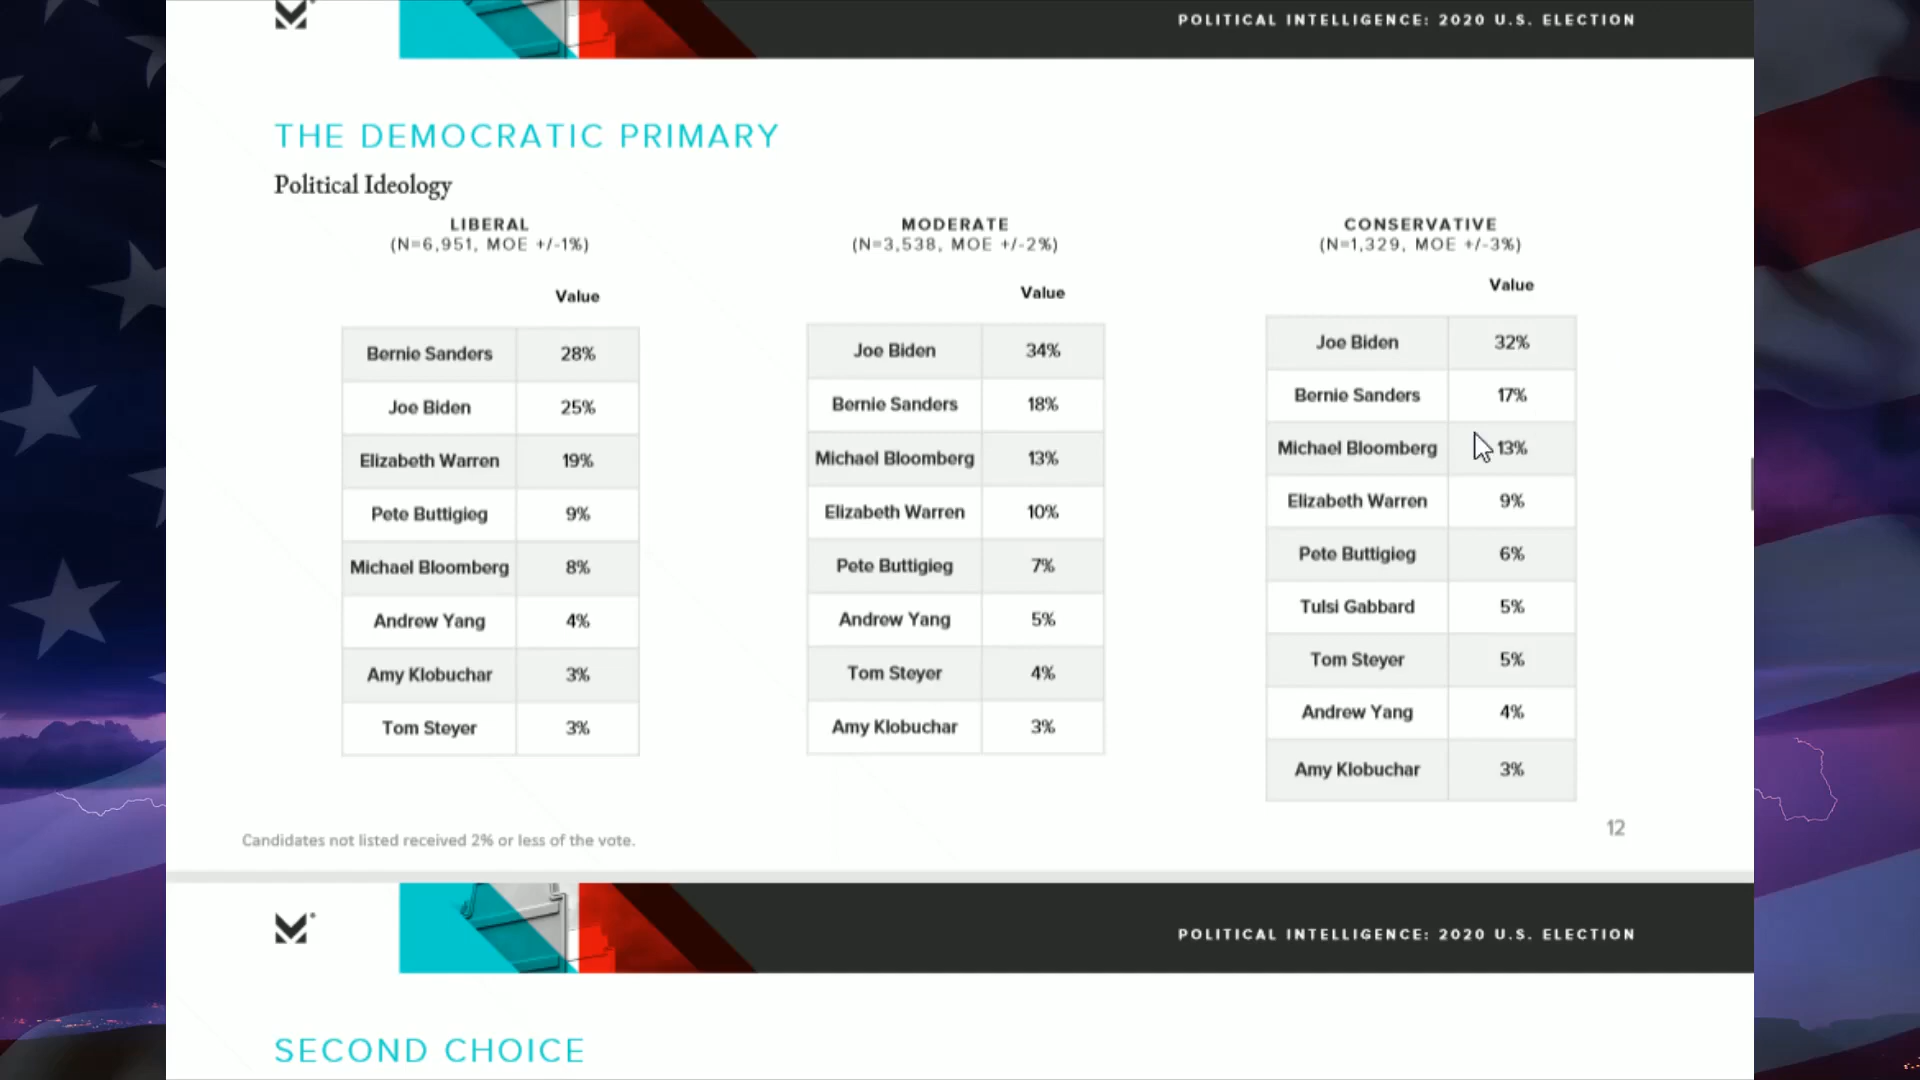 POLITICAL INTELLIGENCE: 2020 U.S. ELECTION
THE DEMOCRATIC PRIMARY
Political Ideology
LIBERAL
(N=6,951, MOE +/-1%)
Value
Bernie Sanders 28%
Joe Biden 25%
Elizabeth Warren 19%
Pete Buttigieg 9%
Michael Bloomberg 8%
Andrew Yang 4%
Amy Klobuchar 3%
Tom Steyer 3%
MODERATE
(N=3,538, MOE +/-2%)
Value
Joe Biden 34%
Bernie Sanders 18%
Michael Bloomberg 13%
Elizabeth Warren 10%
Pete Buttigieg 7%
Andrew Yang 5%
Tom Steyer 4%
Amy Klobuchar 3%
CONSERVATIVE
(N=1,329, MOE +/-3%)
Value
Joe Biden 32%
Bernie Sanders 17%
Michael Bloomberg 13%
Elizabeth Warren 9%
Pete Buttigieg 6%
Tulsi Gabbard 5%
Tom Steyer 5%
Andrew Yang 4%
Amy Klobuchar 3%
Candidates not listed received 2% or less of the vote.
12
POLITICAL INTELLIGENCE: 2020 U.S. ELECTION
SECOND CHOICE